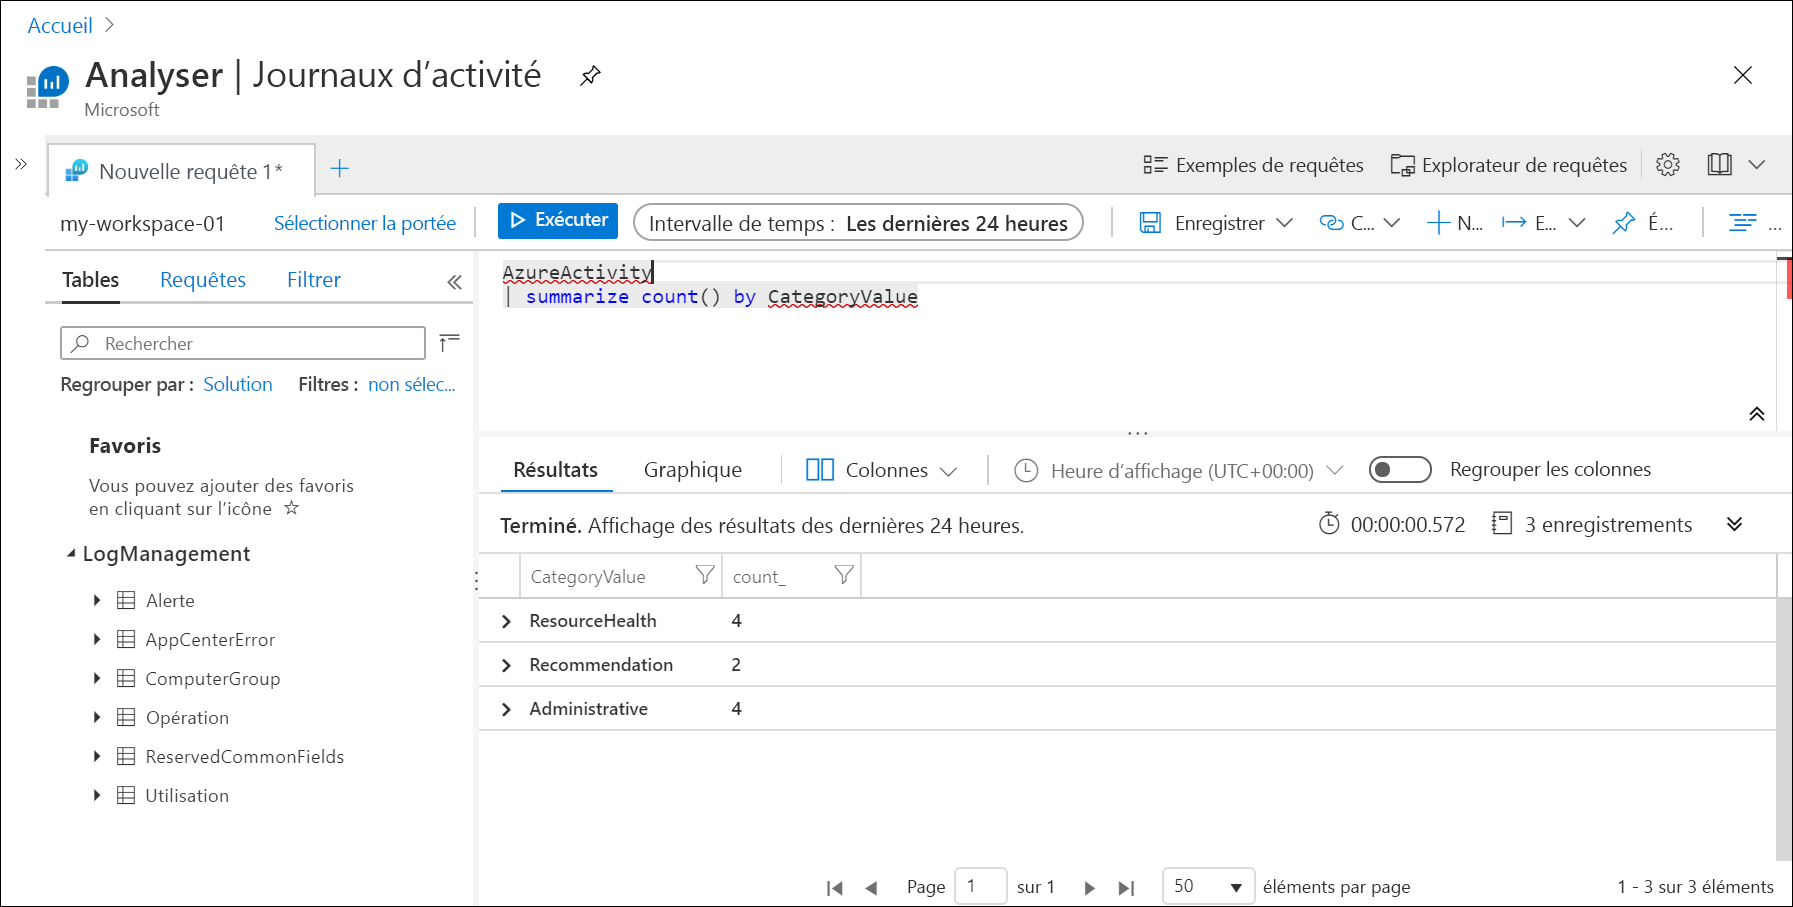 Accueil
Analyser | Journaux d’activité
Microsoft
Nouvelle requête 1*
Exemples de requêtes
Explorateur de requêtes
my-workspace-01
Sélectionner la portée
Exécuter
Intervalle de temps : Les dernières 24 heures
Enregistrer
C...
N...
E...
É...
...
Tables
Requêtes
Filtrer
AzureActivity
| summarize count() by CategoryValue
Rechercher
Regrouper par : Solution
Filtres : non sélec...
Favoris
Vous pouvez ajouter des favoris
en cliquant sur l’icône
LogManagement
Alerte
AppCenterError
ComputerGroup
Opération
ReservedCommonFields
Utilisation
Résultats
Graphique
Colonnes
Heure d’affichage (UTC+00:00)
Regrouper les colonnes
Terminé. Affichage des résultats des dernières 24 heures.
00:00:00.572
3 enregistrements
CategoryValue
count_
ResourceHealth 4
Recommendation 2
Administrative 4
Page 1 sur 1
50 éléments par page
1 - 3 sur 3 éléments